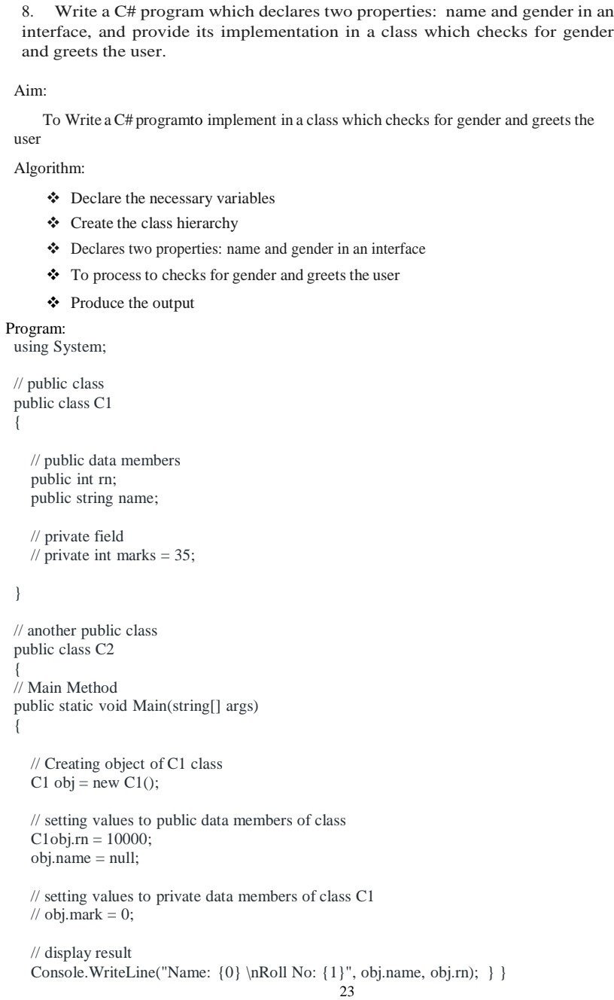 8. Write a C# program which declares two properties: name and gender in an
interface, and provide its implementation in a class which checks for gender
and greets the user.
Aim:
To Write a C# programto implement in a class which checks for gender and greets the
user
Algorithm:
❖ Declare the necessary variables
❖ Create the class hierarchy
❖ Declares two properties: name and gender in an interface
❖ To process to checks for gender and greets the user
❖ Produce the output
Program:
using System;
// public class
public class C1
{
// public data members
public int rn;
public string name;
// private field
// private int marks = 35;
}
// another public class
public class C2
{
// Main Method
public static void Main(string[] args)
{
// Creating object of C1 class
C1 obj = new C1();
// setting values to public data members of class
C1obj.rn = 10000;
obj.name = null;
// setting values to private data members of class C1
// obj.mark = 0;
// display result
Console.WriteLine("Name: {0} \nRoll No: {1}", obj.name, obj.rn); } }
23